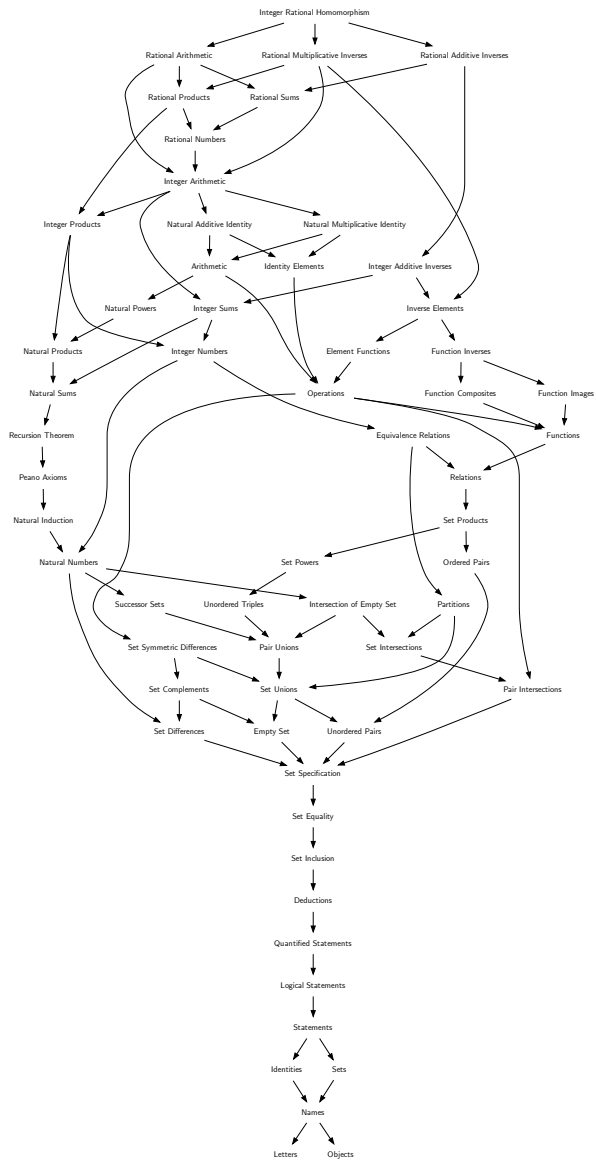 Integer Rational Homomorphism
Rational Arithmetic
Rational Multiplicative Inverses
Rational Additive Inverses
Rational Products
Rational Sums
Rational Numbers
Integer Arithmetic
Integer Products
Natural Additive Identity
Natural Multiplicative Identity
Arithmetic
Identity Elements
Integer Additive Inverses
Natural Powers
Integer Sums
Inverse Elements
Natural Products
Integer Numbers
Element Functions
Function Inverses
Natural Sums
Operations
Function Composites
Function Images
Recursion Theorem
Equivalence Relations
Functions
Peano Axioms
Relations
Natural Induction
Set Products
Natural Numbers
Set Powers
Ordered Pairs
Successor Sets
Unordered Triples
Intersection of Empty Set
Partitions
Set Symmetric Differences
Pair Unions
Set Intersections
Set Complements
Set Unions
Pair Intersections
Set Differences
Empty Set
Unordered Pairs
Set Specification
Set Equality
Set Inclusion
Deductions
Quantified Statements
Logical Statements
Statements
Identities
Sets
Names
Letters
Objects